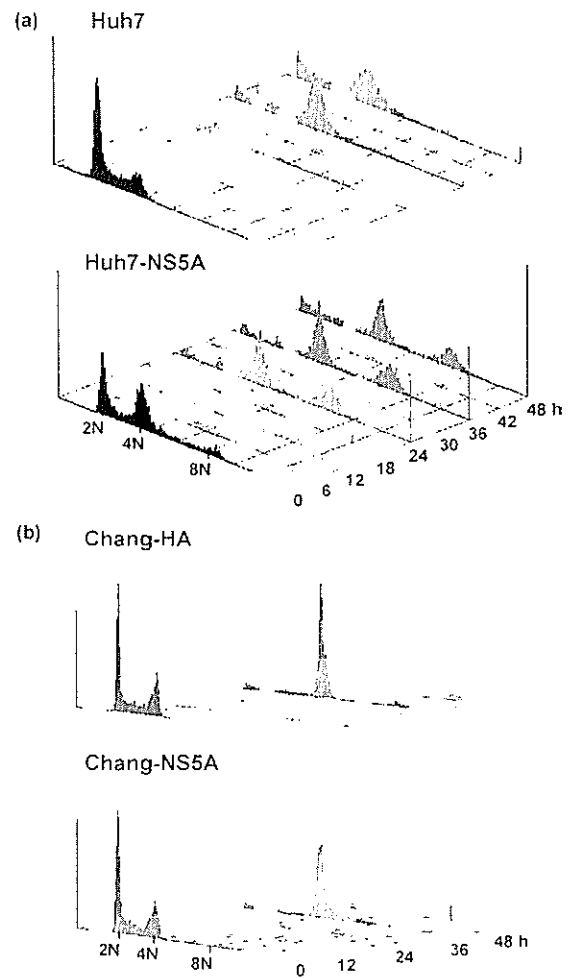 (a)
Huh7
Huh7-NS5A
2N
4N
8N
0
6
12
18
24
30
36
42
48 h
(b)
Chang-HA
Chang-NS5A
2N
4N
8N
0
12
24
36
48 h